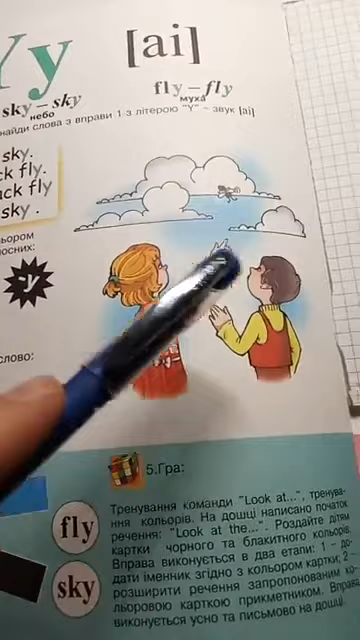 Yy [ai]
sky – sky fly – fly
небо муха
найди слова з вправи 1 з літерою "Y" – звук [ai]
sky.
ck fly.
ack fly
sky .
ьором
осних:
y
слово:
5.Гра:
Тренування команди "Look at...", тренува-
ння кольорів. На дошці написано початок
речення: "Look at the...". Роздайте дітям
картки чорного та блакитного кольорів.
Вправа виконується в два етапи: 1 – до-
дати іменник згідно з кольором картки; 2 –
розширити речення запропонованим ко-
льоровою карткою прикметником. Вправа
виконується усно та письмово на дошці.
fly
sky